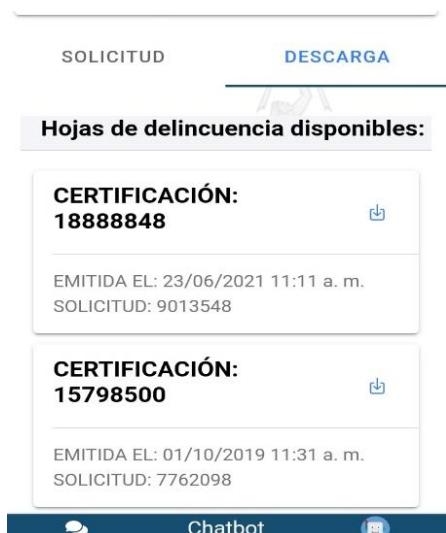 SOLICITUD DESCARGA
Hojas de delincuencia disponibles:
CERTIFICACIÓN:
18888848
EMITIDA EL: 23/06/2021 11:11 a. m.
SOLICITUD: 9013548
CERTIFICACIÓN:
15798500
EMITIDA EL: 01/10/2019 11:31 a. m.
SOLICITUD: 7762098
Chatbot